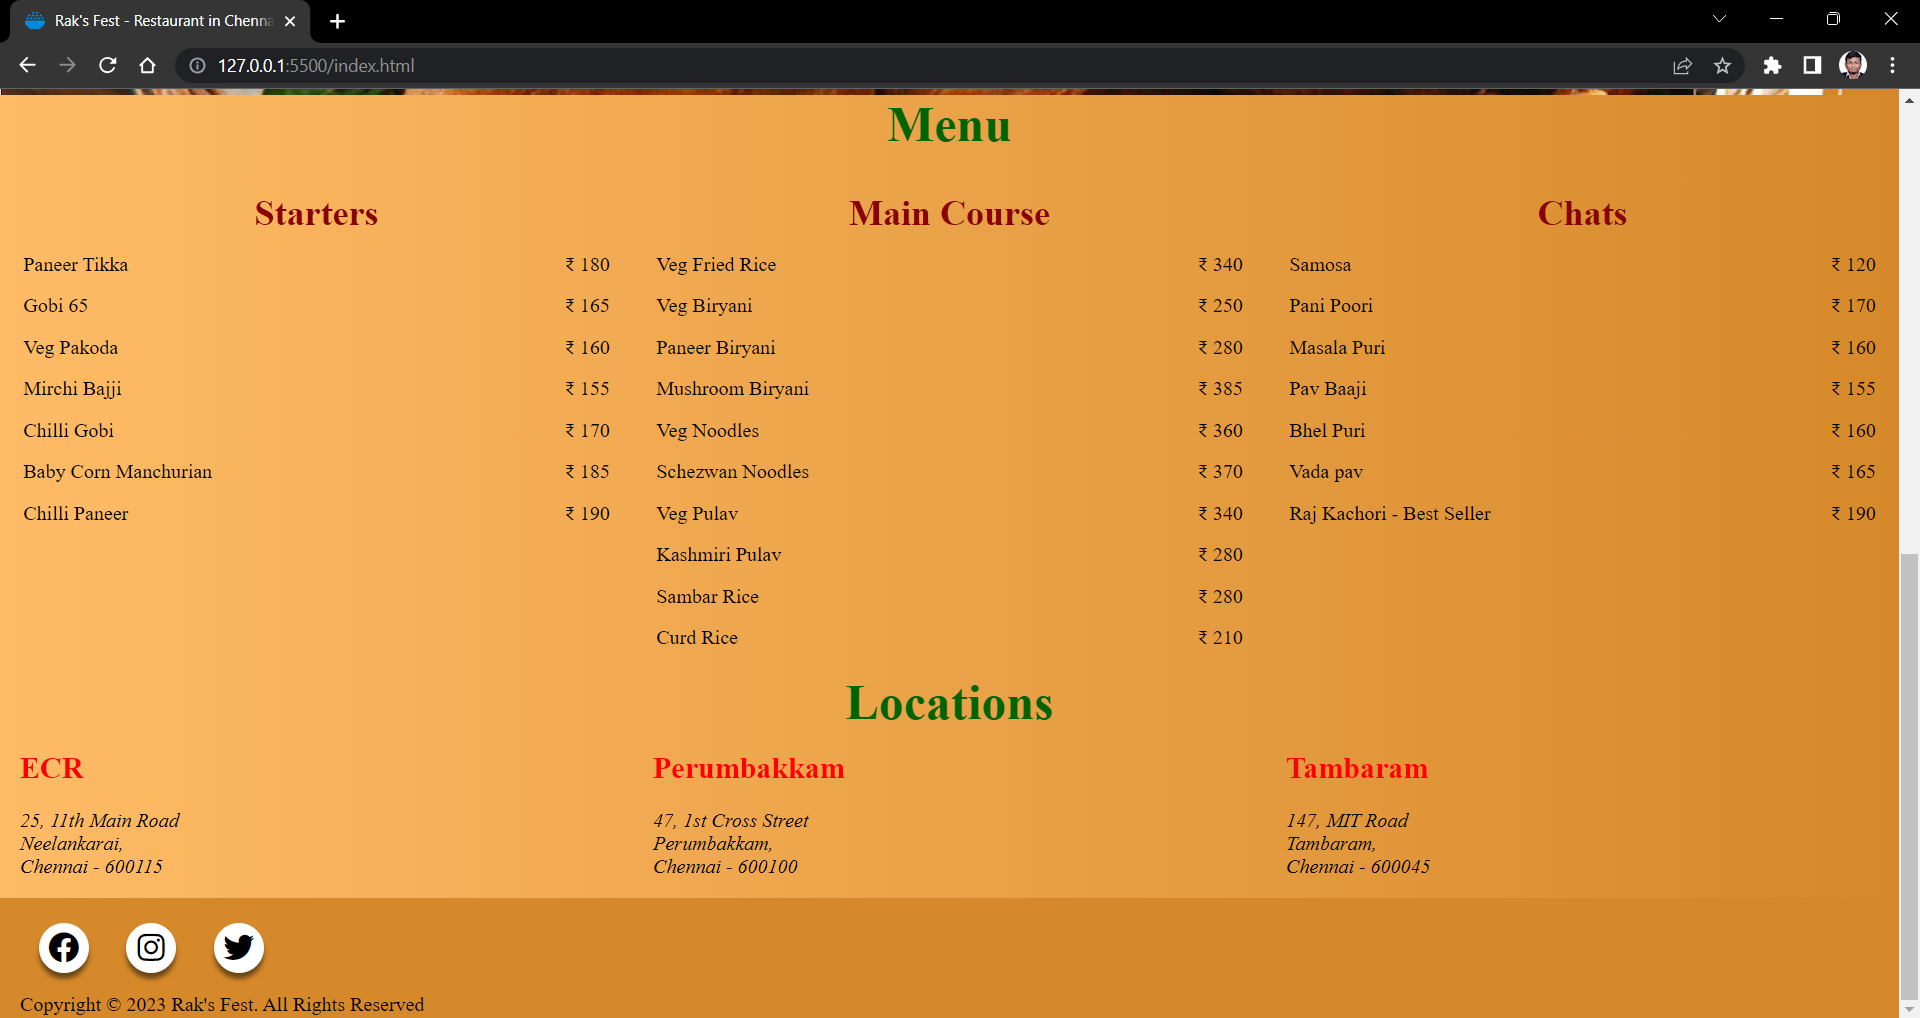 Rak's Fest - Restaurant in Chenna
127.0.0.1:5500/index.html
Menu
Starters
Paneer Tikka ₹ 180
Gobi 65 ₹ 165
Veg Pakoda ₹ 160
Mirchi Bajji ₹ 155
Chilli Gobi ₹ 170
Baby Corn Manchurian ₹ 185
Chilli Paneer ₹ 190
Main Course
Veg Fried Rice ₹ 340
Veg Biryani ₹ 250
Paneer Biryani ₹ 280
Mushroom Biryani ₹ 385
Veg Noodles ₹ 360
Schezwan Noodles ₹ 370
Veg Pulav ₹ 340
Kashmiri Pulav ₹ 280
Sambar Rice ₹ 280
Curd Rice ₹ 210
Chats
Samosa ₹ 120
Pani Poori ₹ 170
Masala Puri ₹ 160
Pav Baaji ₹ 155
Bhel Puri ₹ 160
Vada pav ₹ 165
Raj Kachori - Best Seller ₹ 190
Locations
ECR
25, 11th Main Road
Neelankarai,
Chennai - 600115
Perumbakkam
47, 1st Cross Street
Perumbakkam,
Chennai - 600100
Tambaram
147, MIT Road
Tambaram,
Chennai - 600045
Copyright © 2023 Rak's Fest. All Rights Reserved